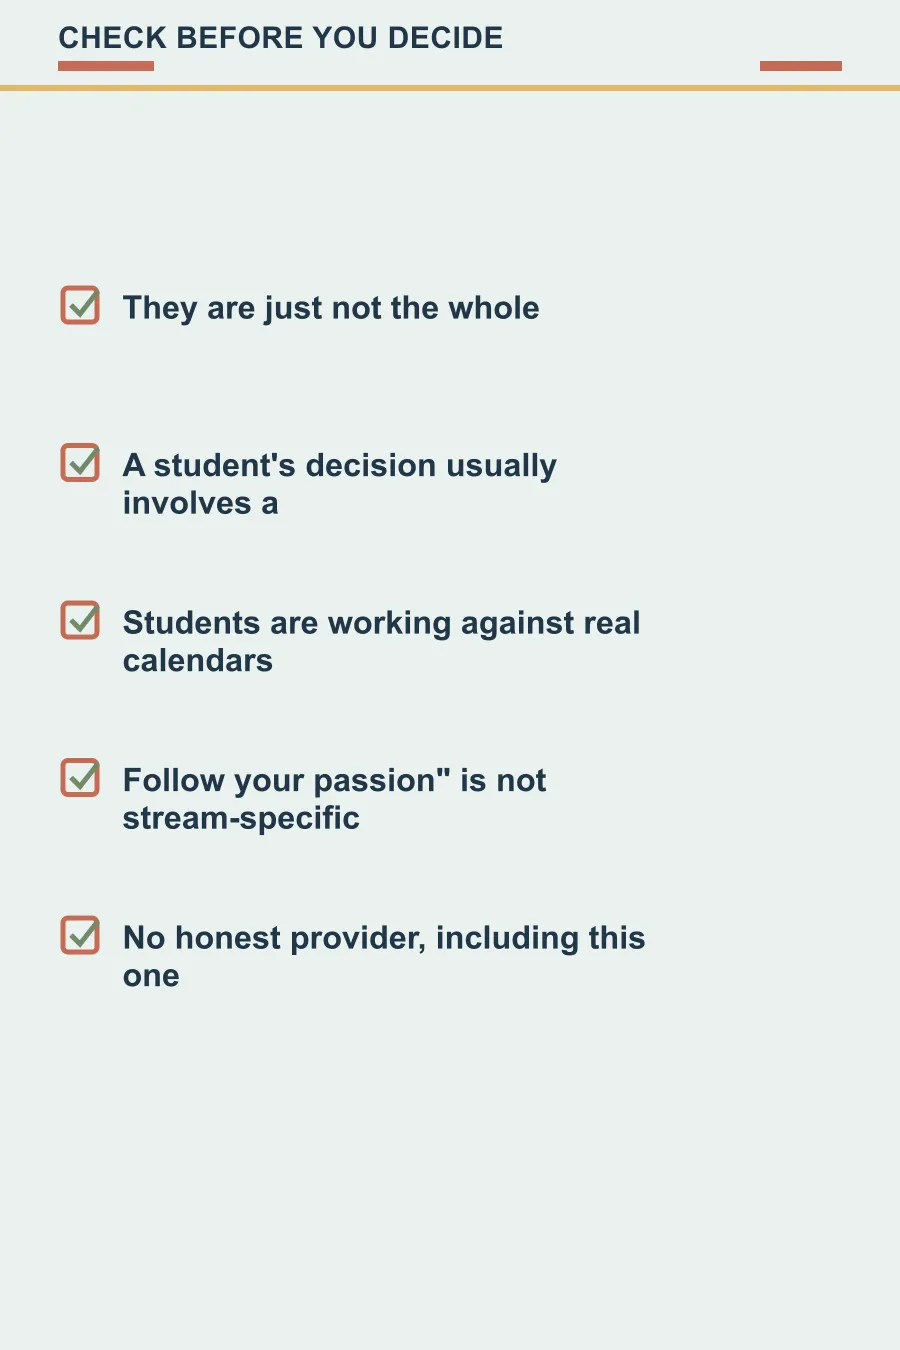 CHECK BEFORE YOU DECIDE
They are just not the whole
A student's decision usually
involves a
Students are working against real
calendars
Follow your passion" is not
stream-specific
No honest provider, including this
one